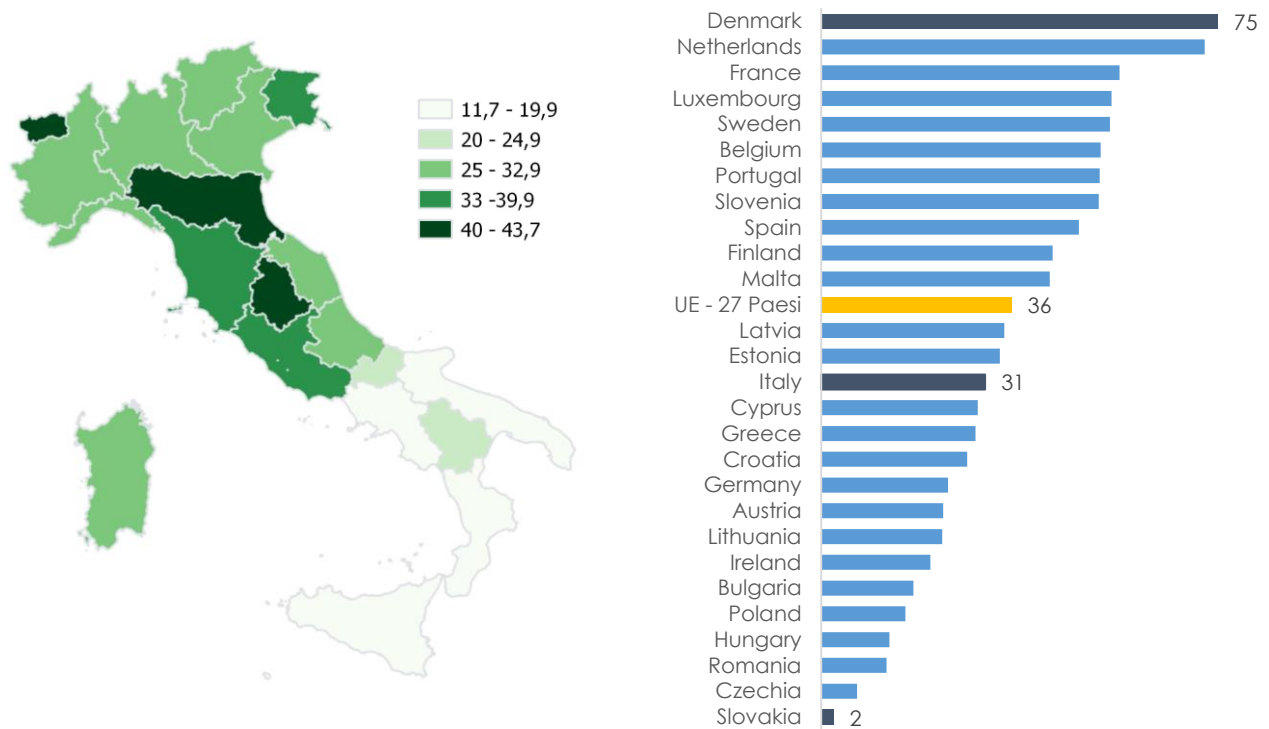 11,7 - 19,9
20 - 24,9
25 - 32,9
33 -39,9
40 - 43,7
Denmark 75
Netherlands
France
Luxembourg
Sweden
Belgium
Portugal
Slovenia
Spain
Finland
Malta
UE - 27 Paesi 36
Latvia
Estonia
Italy 31
Cyprus
Greece
Croatia
Germany
Austria
Lithuania
Ireland
Bulgaria
Poland
Hungary
Romania
Czechia
Slovakia 2